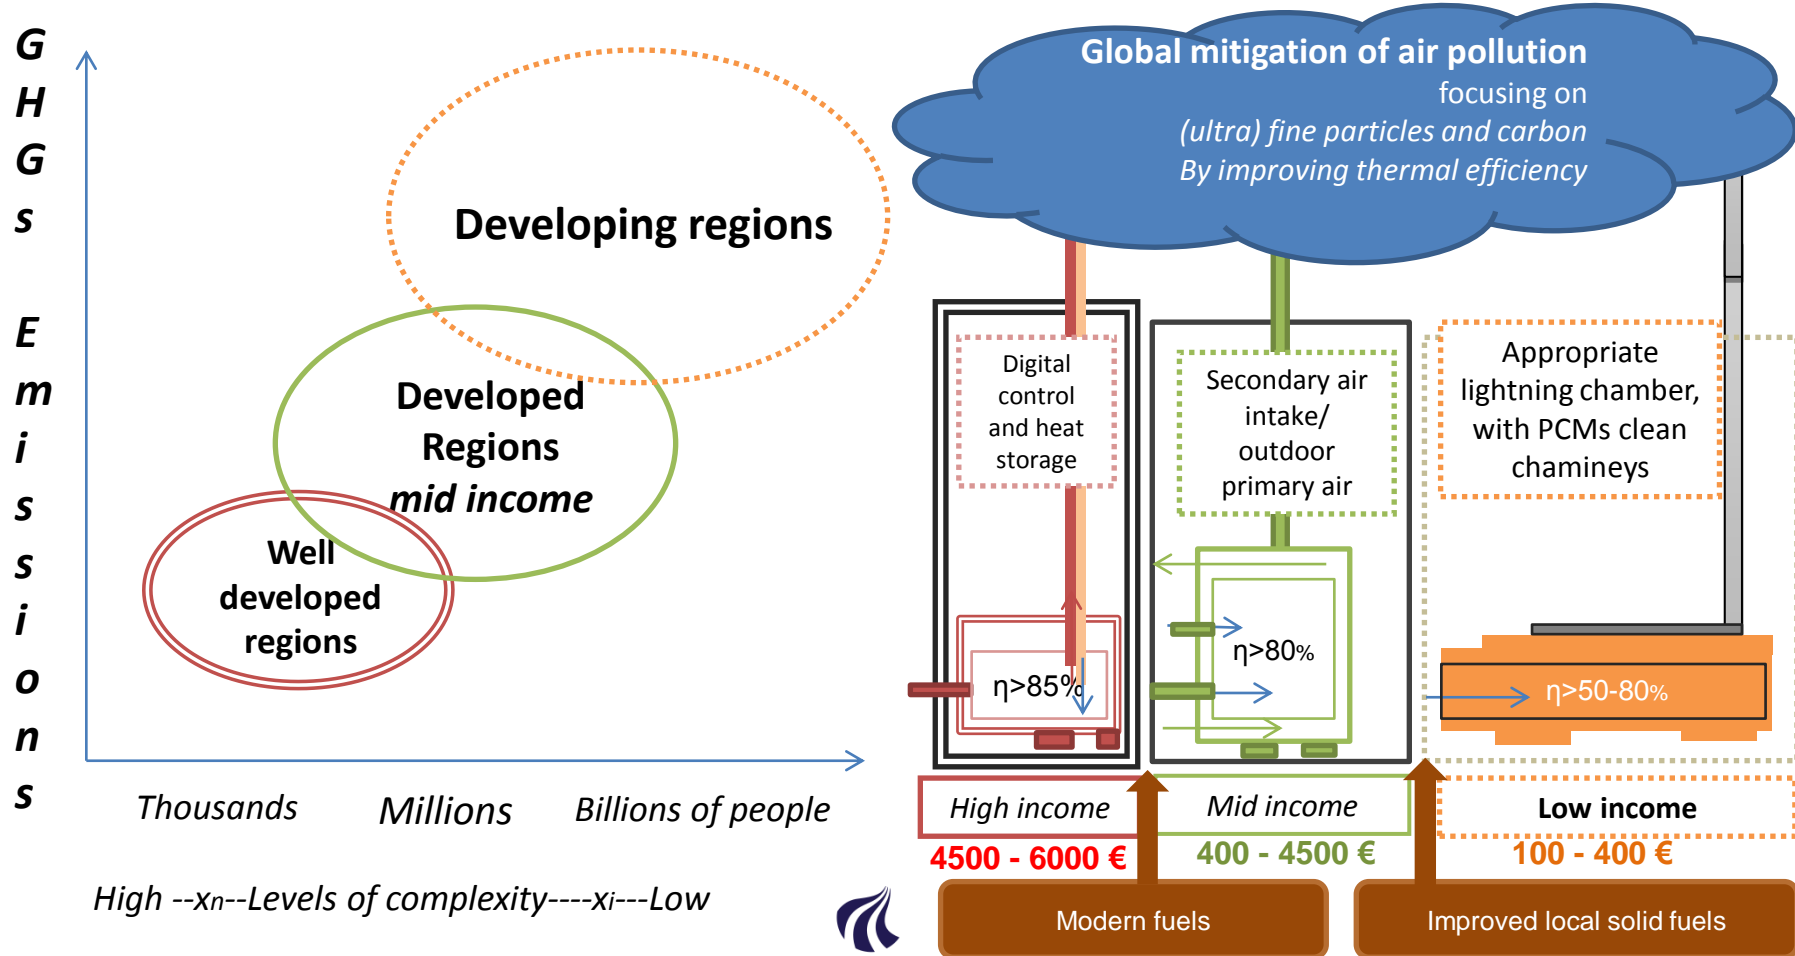 GHGs Emissions
Developing regions
Developed
Regions
mid income
Well
developed
regions
Thousands
Millions
Billions of people
High --xn--Levels of complexity----xi---Low
Global mitigation of air pollution
focusing on
(ultra) fine particles and carbon
By improving thermal efficiency
Digital
control
and heat
storage
Secondary air
intake/
outdoor
primary air
Appropriate
lightning chamber,
with PCMs clean
chamineys
η>85%
η>80%
η>50-80%
High income
Mid income
Low income
4500 - 6000 €
400 - 4500 €
100 - 400 €
Modern fuels
Improved local solid fuels